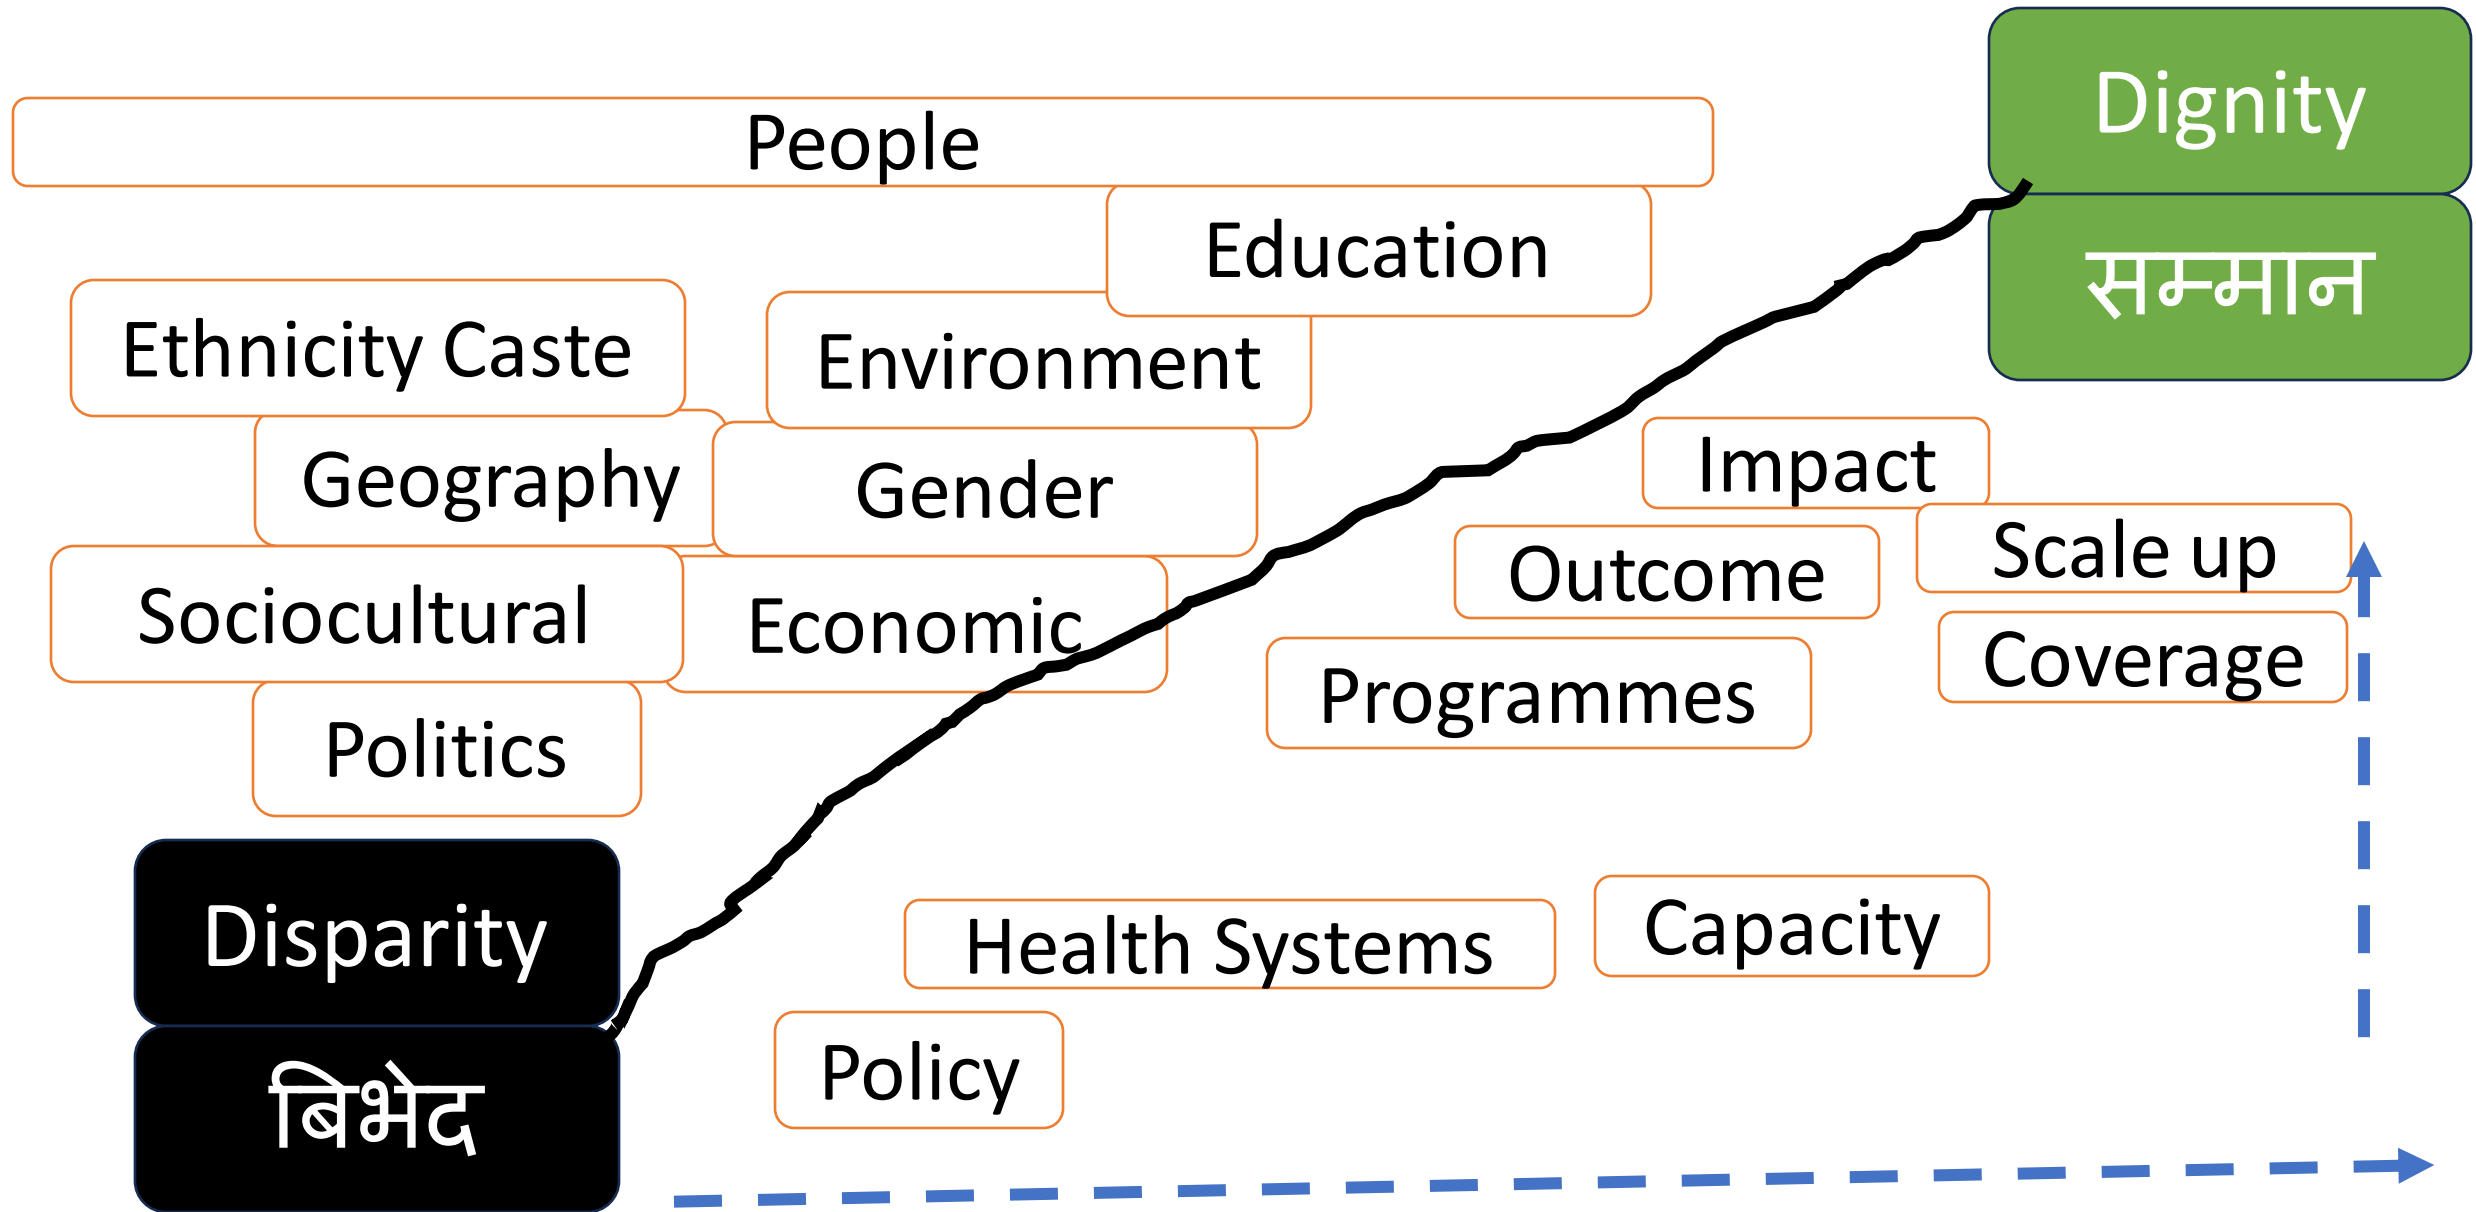 Dignity
सम्मान
People
Education
Ethnicity Caste
Environment
Geography
Gender
Impact
Scale up
Outcome
Sociocultural
Economic
Coverage
Programmes
Politics
Disparity
बिभेद
Health Systems
Capacity
Policy